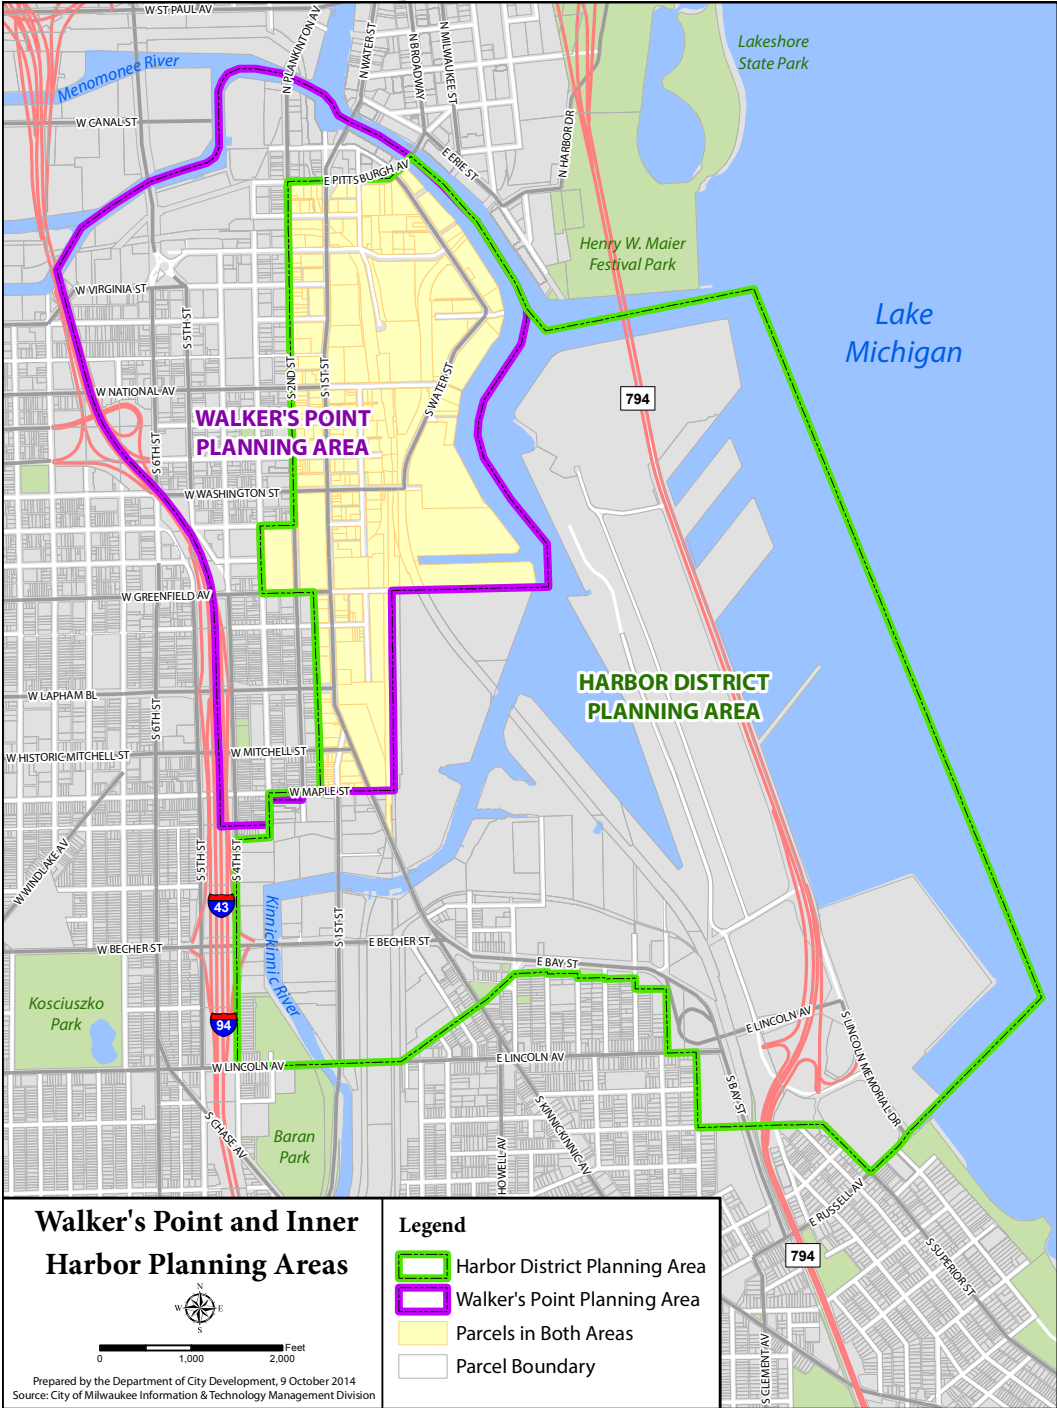 W ST PAUL AV
N PLANKINTON AV
N WATER ST
N BROADWAY
N MILWAUKEE ST
Lakeshore
State Park
Menomonee River
W CANAL ST
N HARBOR DR
E ERIE ST
E PITTSBURGH AV
Henry W. Maier
Festival Park
W VIRGINIA ST
S 5TH ST
Lake
Michigan
S 2ND ST
S 1ST ST
S WATER ST
W NATIONAL AV
794
WALKER'S POINT
PLANNING AREA
S 6TH ST
W WASHINGTON ST
W GREENFIELD AV
HARBOR DISTRICT
PLANNING AREA
W LAPHAM BL
S 6TH ST
W HISTORIC MITCHELL ST
W MITCHELL ST
W MAPLE ST
W WINDLAKE AV
S 5TH ST
S 4TH ST
43
Kinnickinnic River
S 1ST ST
W BECHER ST
E BECHER ST
E BAY ST
Kosciuszko
Park
94
E LINCOLN AV
S LINCOLN MEMORIAL DR
W LINCOLN AV
E LINCOLN AV
S BAY ST
S CHASE AV
Baran
Park
HOWELL AV
S KINNICKINNIC AV
E RUSSELL AV
S SUPERIOR ST
794
S CLEMENT AV
Walker's Point and Inner
Harbor Planning Areas
N
W E
S
Feet
0 1,000 2,000
Prepared by the Department of City Development, 9 October 2014
Source: City of Milwaukee Information & Technology Management Division
Legend
Harbor District Planning Area
Walker's Point Planning Area
Parcels in Both Areas
Parcel Boundary